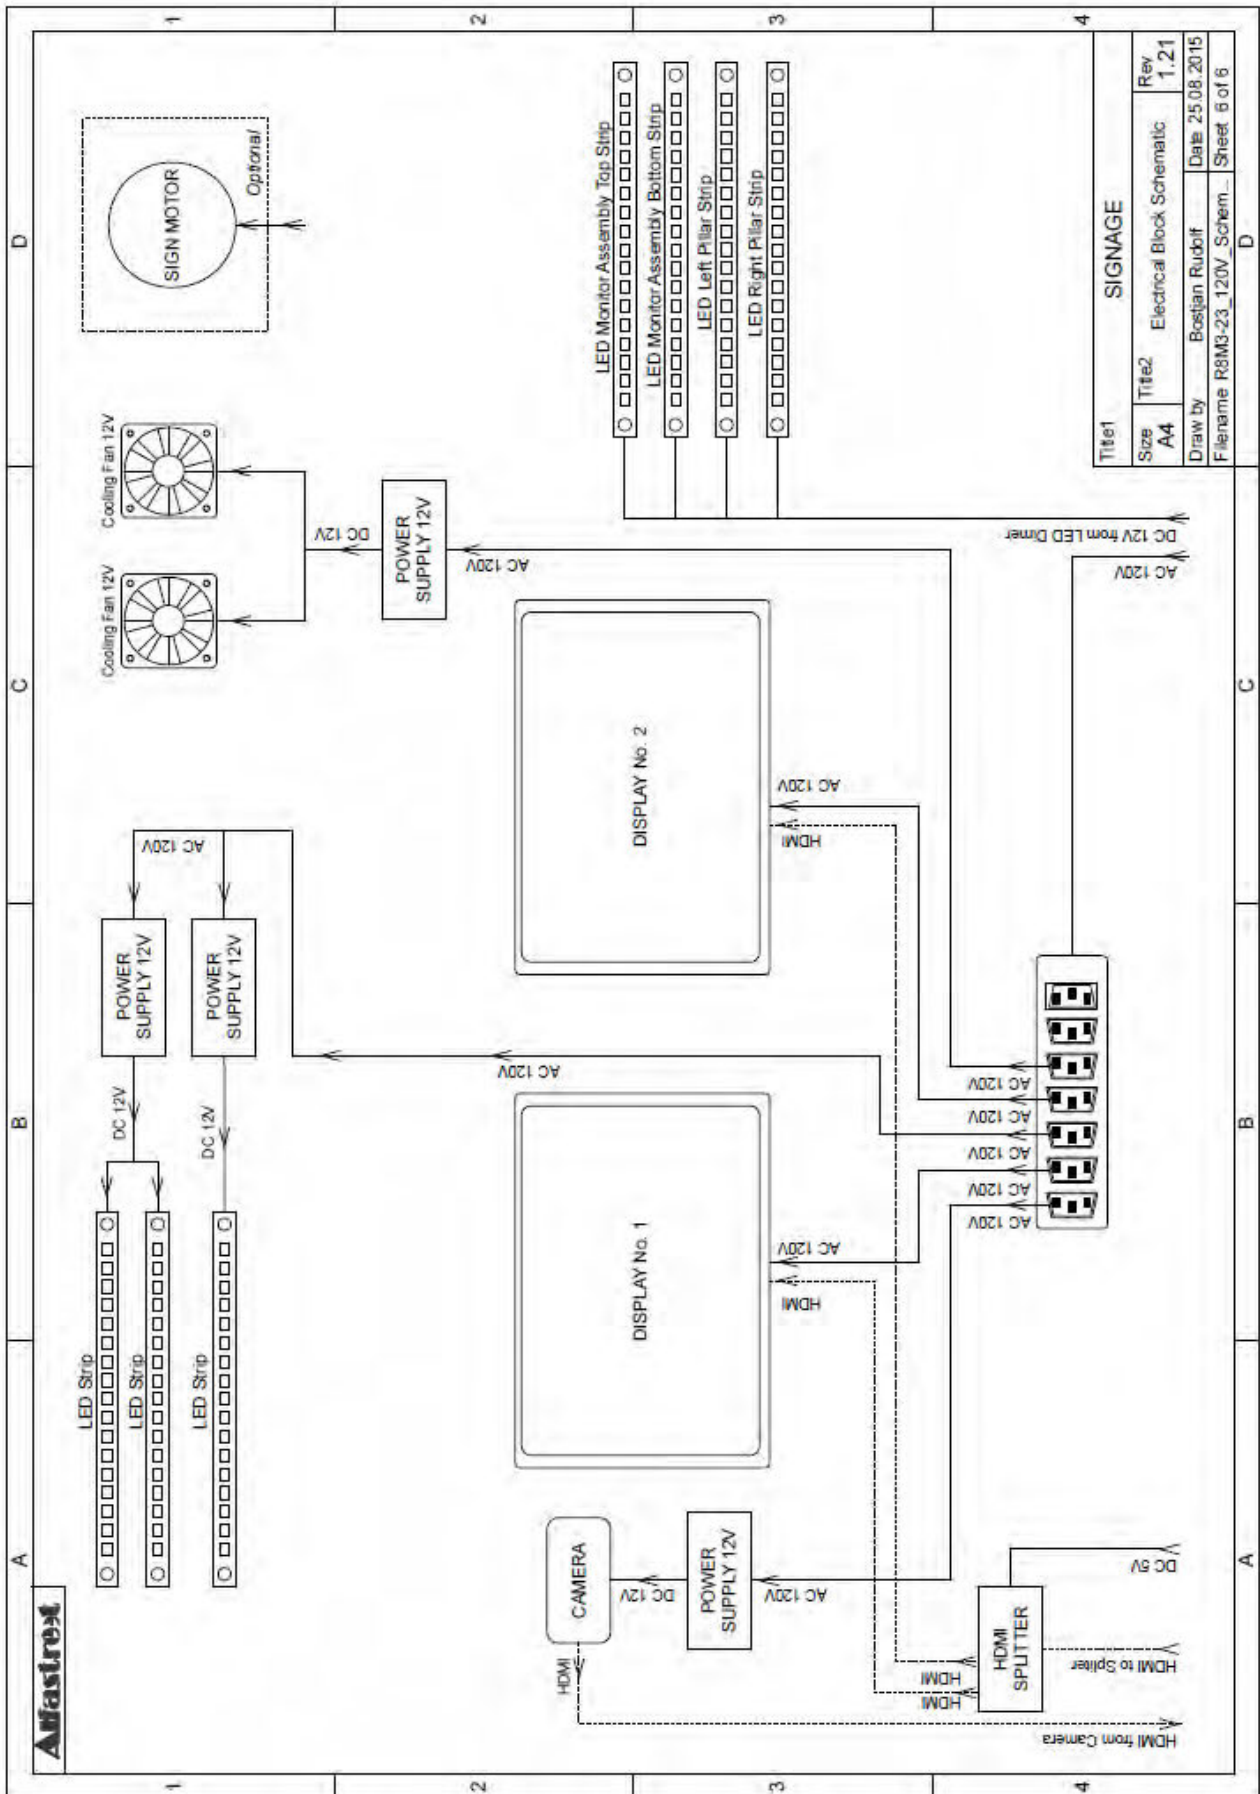 A
B
C
D
1
2
3
4
Alfastreet
LED Strip
LED Strip
LED Strip
DC 12V
DC 12V
POWER
SUPPLY 12V
POWER
SUPPLY 12V
AC 120V
Cooling Fan 12V
Cooling Fan 12V
DC 12V
POWER
SUPPLY 12V
AC 120V
SIGN MOTOR
Optional
CAMERA
HDMI
DC 12V
POWER
SUPPLY 12V
AC 120V
DISPLAY No. 1
HDMI
AC 120V
AC 120V
DISPLAY No. 2
HDMI
AC 120V
LED Monitor Assembly Top Strip
LED Monitor Assembly Bottom Strip
LED Left Pillar Strip
LED Right Pillar Strip
HDMI
HDMI
HDMI
SPLITTER
HDMI from Camera
HDMI to Spliter
DC 5V
AC 120V
AC 120V
AC 120V
AC 120V
AC 120V
AC 120V
DC 12V from LED Dimer
Title1
SIGNAGE
Size
A4
Title2
Electrical Block Schematic
Rev
1.21
Draw by Bostjan Rudolf
Date 25.08.2015
Filename R8M3-23_120V_Schem...
Sheet 6 of 6
1
2
3
4
A
B
C
D